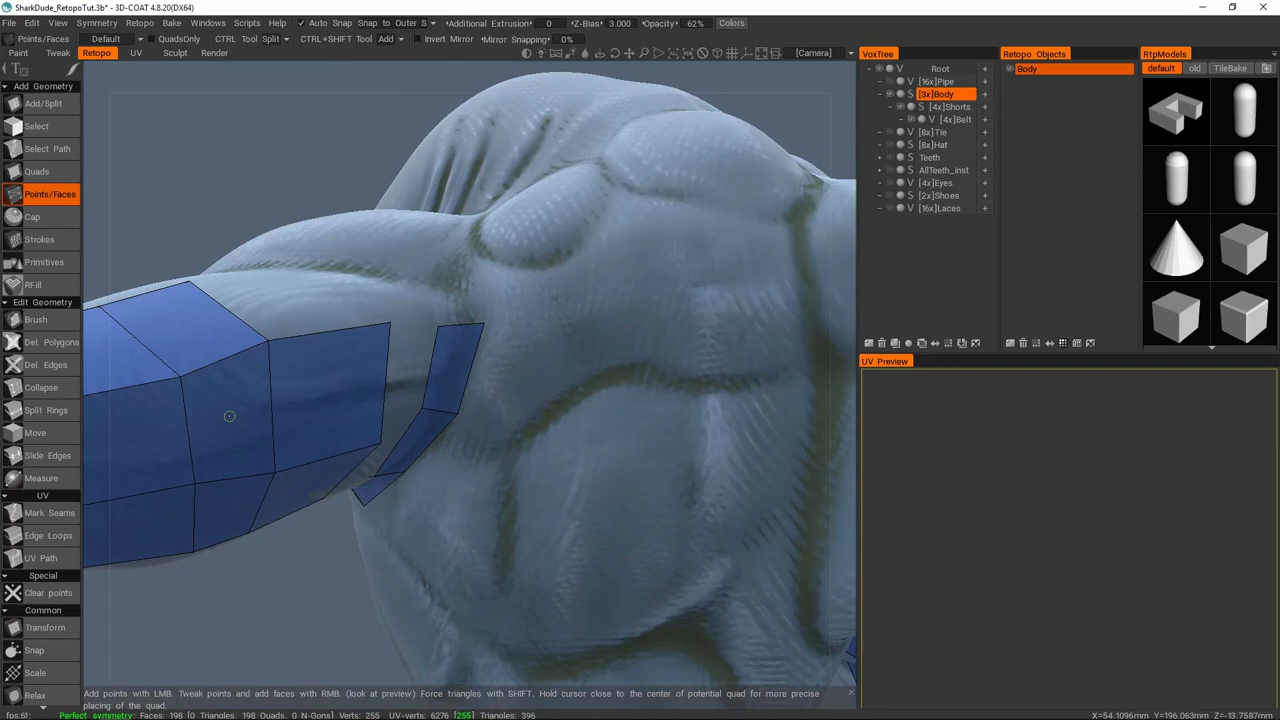 SharkDude_RetopoTut.3b* - 3D-COAT 4.8.20(DX64)
File Edit View Symmetry Retopo Bake Windows Scripts Help Auto Snap Snap to Outer S Additional Extrusion 0 Z-Bias 3.000 Opacity 62% Colors
Points/Faces Default QuadsOnly CTRL Tool Split CTRL+SHIFT Tool Add Invert Mirror Mirror Snapping 0%
Paint Tweak Retopo UV Sculpt Render [Camera] VoxTree Retopo Objects RtpModels
Add Geometry
Add/Split
Select
Select Path
Quads
Points/Faces
Cap
Strokes
Primitives
RFill
Edit Geometry
Brush
Del. Polygons
Del. Edges
Collapse
Split Rings
Move
Slide Edges
Measure
UV
Mark Seams
Edge Loops
UV Path
Special
Clear points
Common
Transform
Snap
Scale
Relax
V Root +
V [16x]Pipe +
S [3x]Body +
S [4x]Shorts +
V [4x]Belt +
V [8x]Tie +
S [8x]Hat +
S Teeth +
S AllTeeth_inst +
V [4x]Eyes +
S [2x]Shoes +
V [16x]Laces +
Body
default old TileBake
UV Preview
Add points with LMB. Tweak points and add faces with RMB. (look at preview) Force triangles with SHIFT. Hold cursor close to the center of potential quad for more precise
placing of the quad.
fps:61; Perfect symmetry: Faces: 198 [0 Triangles, 198 Quads, 0 N-Gons] Verts: 255 UV-verts: 6276 [255] Triangles: 396 X=54.1096m Y=196.063m Z=-13.7587m